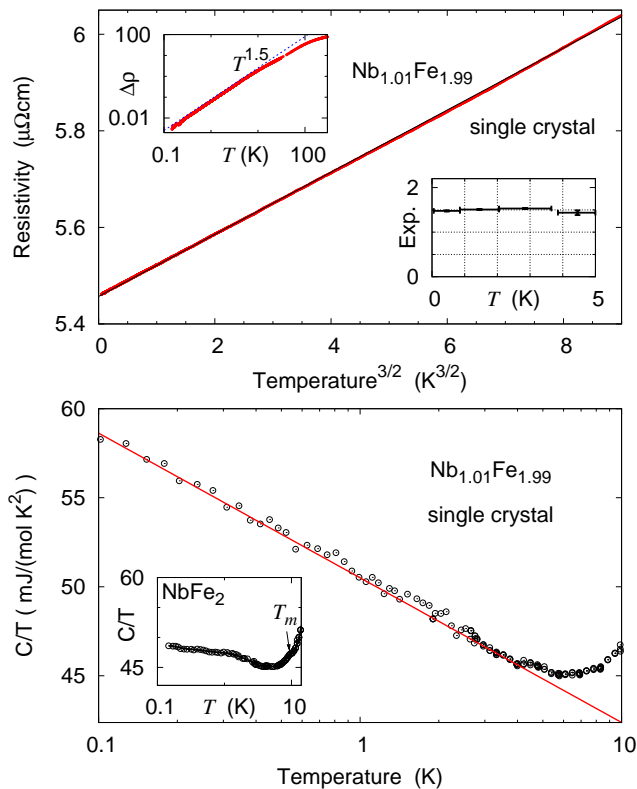 6
5.8
5.6
5.4
Resistivity (μΩcm)
100
0.01
Δρ
T^1.5
0.1 T (K) 100
Nb1.01Fe1.99
single crystal
2
0
Exp.
0 T (K) 5
0 2 4 6 8
Temperature^3/2 (K^3/2)
60
55
50
45
C/T ( mJ/(mol K^2) )
Nb1.01Fe1.99
single crystal
60
45
C/T
NbFe2
Tm
0.1 T (K) 10
0.1 1 10
Temperature (K)